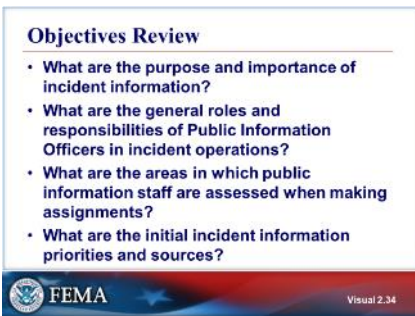 Objectives Review
• What are the purpose and importance of
incident information?
• What are the general roles and
responsibilities of Public Information
Officers in incident operations?
• What are the areas in which public
information staff are assessed when making
assignments?
• What are the initial incident information
priorities and sources?
FEMA
Visual 2.34